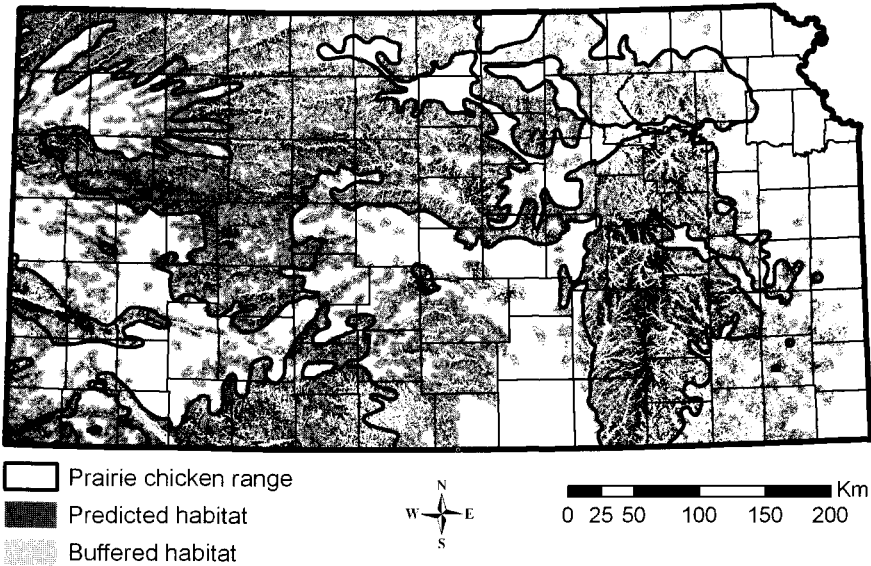 Prairie chicken range
Predicted habitat
Buffered habitat
N
W E
S
Km
0 25 50 100 150 200